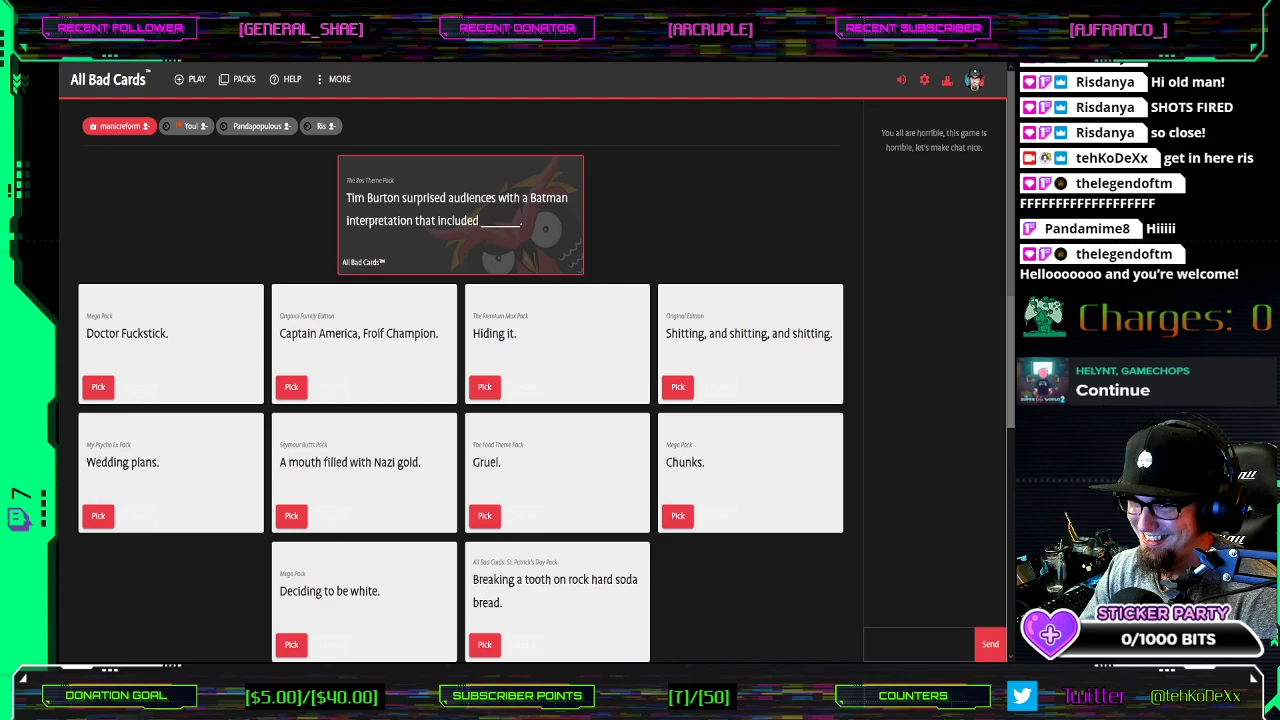 RECENT FOLLOWER
[GENERAL_SHAE]
RECENT DONATOR
[ARCRUPLE]
RECENT SUBSCRIBER
[AJFRANCO_]
All Bad Cards™
PLAY
PACKS
HELP
MORE
manicreform
You!
Pandapopulous
Ris
You all are horrible, this game is
horrible, let's make chat nice.
Tim Burton surprised audiences with a Batman
interpretation that included _______.
All Bad Cards™
Mega Pack
Doctor Fuckstick.
Pick
Original Family Edition
Captain America, Frolf Champion.
Pick
The Premium Max Pack
Hiding it.
Pick
Original Edition
Shitting, and shitting, and shitting.
Pick
My Psycho Ex Pack
Wedding plans.
Pick
Seymour Butts Pack
A mouth filled with Nazi gold.
Pick
The Food Theme Pack
Gruel.
Pick
Mega Pack
Chunks.
Pick
Mega Pack
Deciding to be white.
Pick
All Bad Cards: St. Patrick's Day Pack
Breaking a tooth on rock hard soda
bread.
Pick
Send
Risdanya Hi old man!
Risdanya SHOTS FIRED
Risdanya so close!
tehKoDeXx get in here ris
thelegendoftm
FFFFFFFFFFFFFFFFFFF
Pandamime8 Hiiiii
thelegendoftm
Hellooooooo and you're welcome!
Charges: 0
HELYNT, GAMECHOPS
Continue
7
STICKER PARTY
0/1000 BITS
DONATION GOAL
[$5.00]/[$40.00]
SUBSCRIBER POINTS
[7]/[50]
COUNTERS
Twitter
@tehKoDeXx